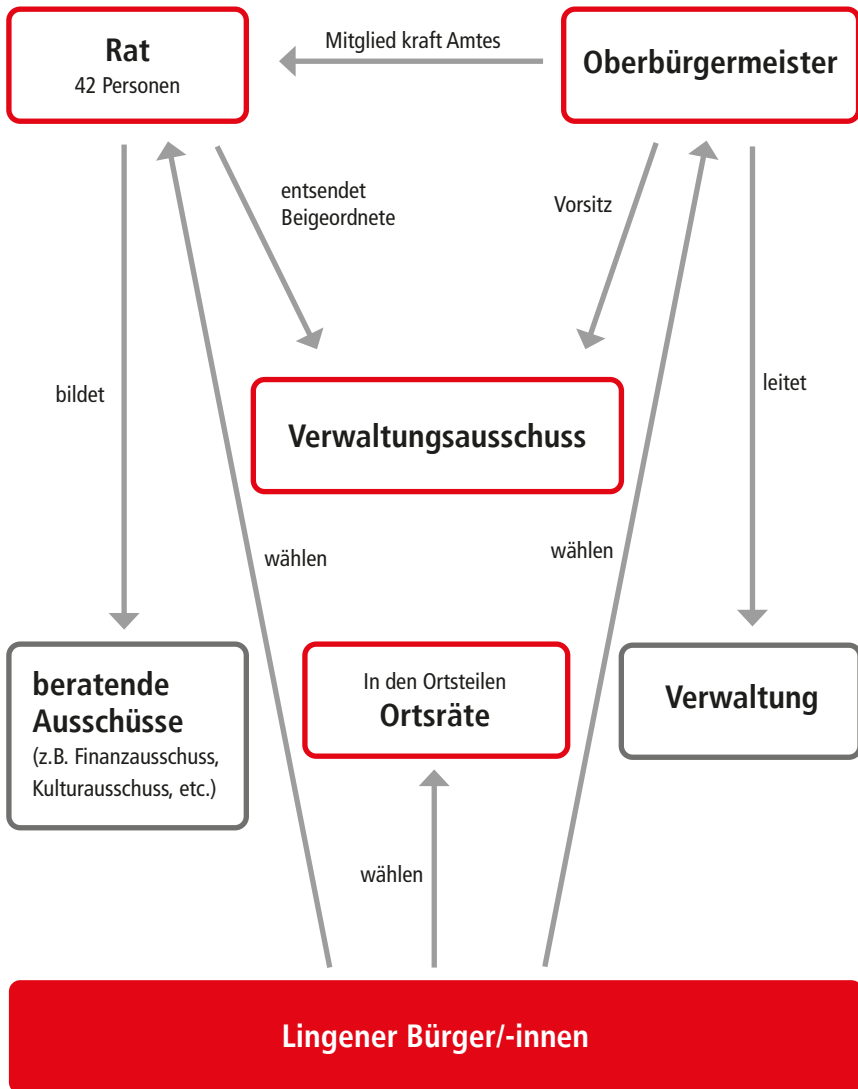 Rat
42 Personen
Mitglied kraft Amtes
Oberbürgermeister
entsendet
Beigeordnete
Vorsitz
bildet
Verwaltungsausschuss
leitet
wählen
wählen
beratende
Ausschüsse
(z.B. Finanzausschuss,
Kulturausschuss, etc.)
In den Ortsteilen
Ortsräte
Verwaltung
wählen
Lingener Bürger/-innen